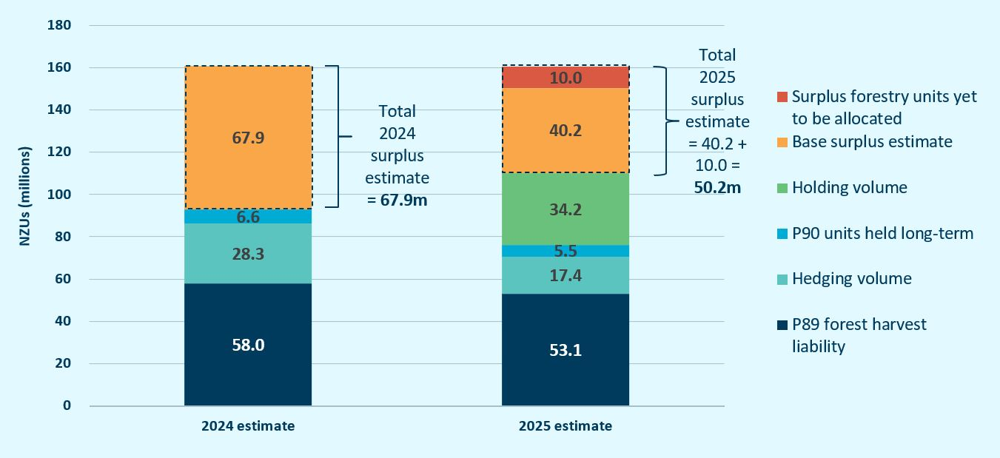 180
160
140
120
100
80
60
40
20
0
NZUs (millions)
67.9
6.6
28.3
58.0
Total
2024
surplus
estimate
= 67.9m
10.0
40.2
34.2
5.5
17.4
53.1
Total
2025
surplus
estimate
= 40.2 +
10.0 =
50.2m
2024 estimate
2025 estimate
Surplus forestry units yet
to be allocated
Base surplus estimate
Holding volume
P90 units held long-term
Hedging volume
P89 forest harvest
liability